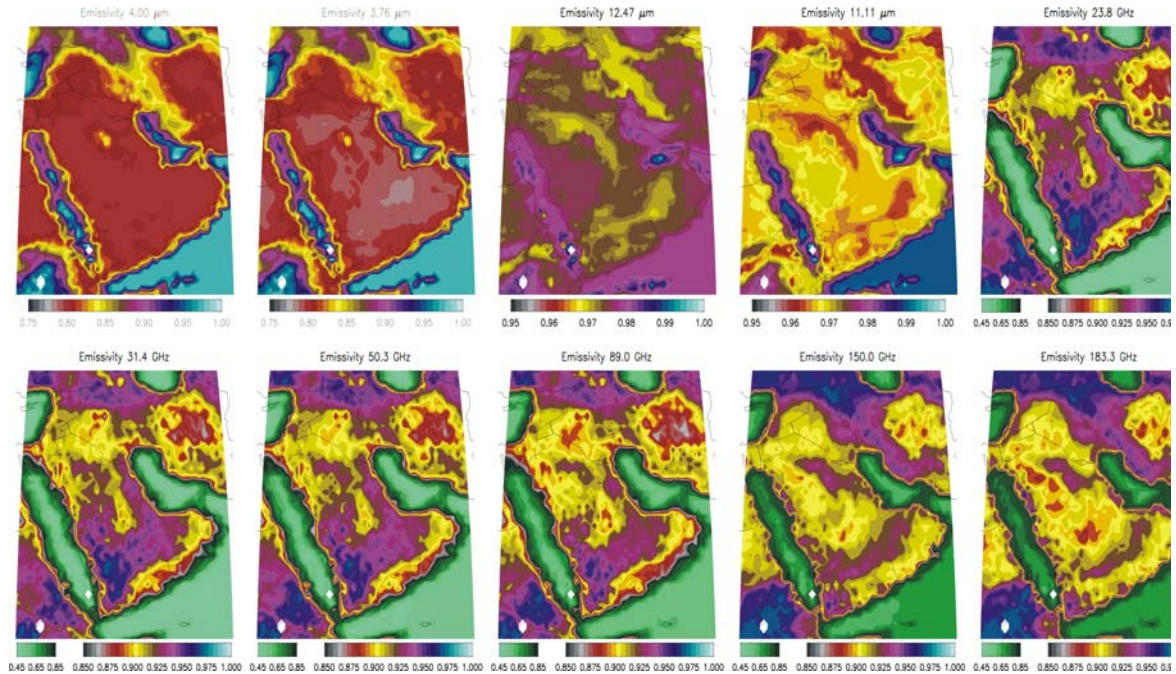 Emissivity 4.00 μm
Emissivity 3.76 μm
Emissivity 12.47 μm
Emissivity 11.11 μm
Emissivity 23.8 GHz
0.75 0.80 0.85 0.90 0.95 1.00
0.75 0.80 0.85 0.90 0.95 1.00
0.95 0.96 0.97 0.98 0.99 1.00
0.95 0.96 0.97 0.98 0.99 1.00
0.45 0.65 0.85 0.850 0.875 0.900 0.925 0.950
Emissivity 31.4 GHz
Emissivity 50.3 GHz
Emissivity 89.0 GHz
Emissivity 150.0 GHz
Emissivity 183.3 GHz
0.45 0.65 0.85 0.850 0.875 0.900 0.925 0.950 0.975 1.000
0.45 0.65 0.85 0.850 0.875 0.900 0.925 0.950 0.975 1.000
0.45 0.65 0.85 0.850 0.875 0.900 0.925 0.950 0.975 1.000
0.45 0.65 0.85 0.850 0.875 0.900 0.925 0.950 0.975 1.000
0.45 0.65 0.85 0.850 0.875 0.900 0.925 0.950